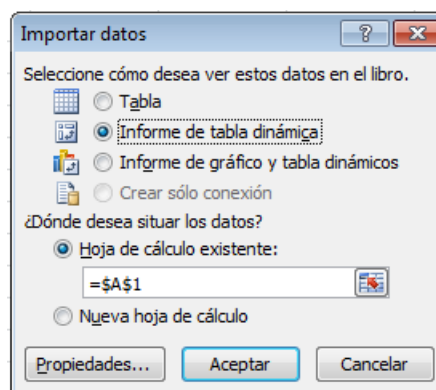 Importar datos
Seleccione cómo desea ver estos datos en el libro.
Tabla
Informe de tabla dinámica
Informe de gráfico y tabla dinámicos
Crear sólo conexión
¿Dónde desea situar los datos?
Hoja de cálculo existente:
=$A$1
Nueva hoja de cálculo
Propiedades... Aceptar Cancelar